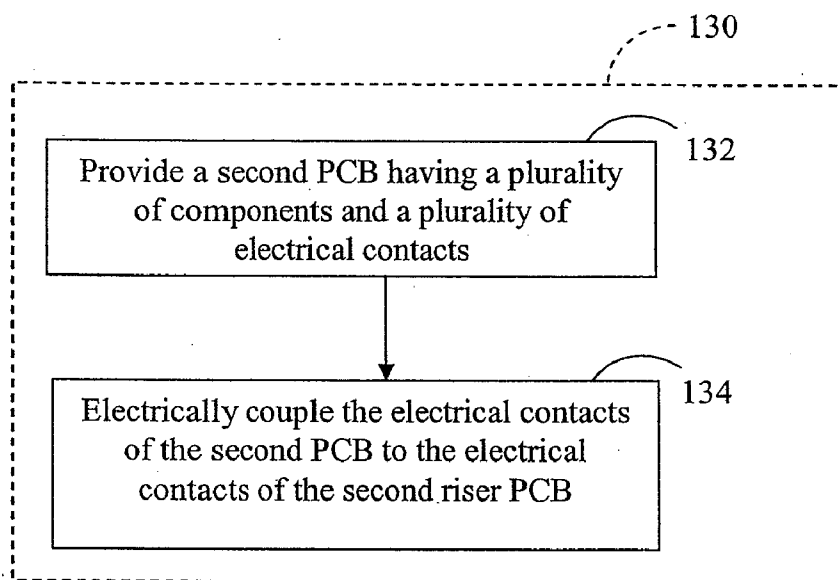 130
132
Provide a second PCB having a plurality
of components and a plurality of
electrical contacts
134
Electrically couple the electrical contacts
of the second PCB to the electrical
contacts of the second riser PCB